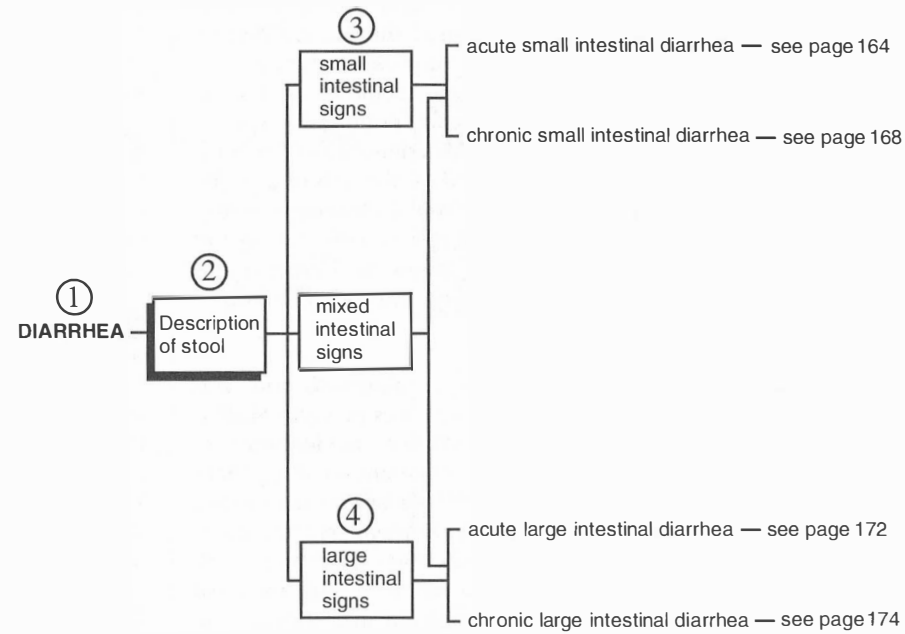 3
small
intestinal
signs
acute small intestinal diarrhea — see page 164
chronic small intestinal diarrhea — see page 168
1
DIARRHEA
2
Description
of stool
mixed
intestinal
signs
4
large
intestinal
signs
acute large intestinal diarrhea — see page 172
chronic large intestinal diarrhea — see page 174